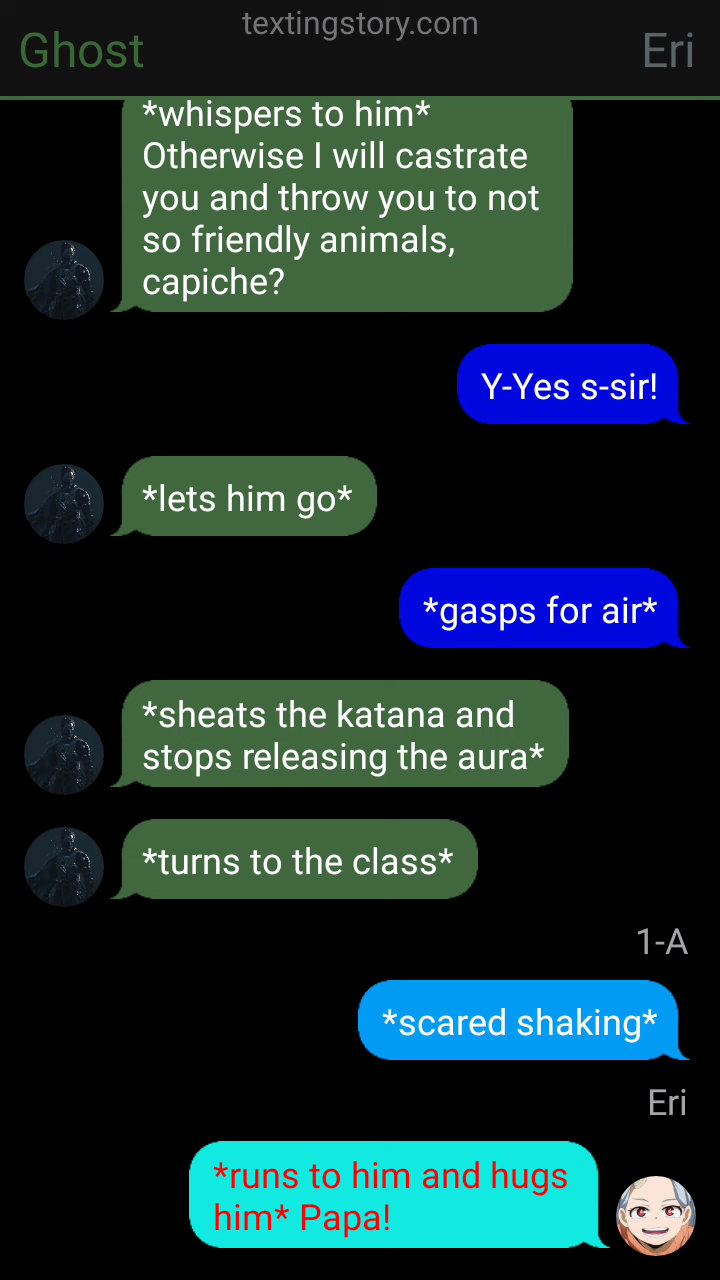 textingstory.com
Ghost
Eri
*whispers to him*
Otherwise I will castrate
you and throw you to not
so friendly animals,
capiche?
Y-Yes s-sir!
*lets him go*
*gasps for air*
*sheats the katana and
stops releasing the aura*
*turns to the class*
1-A
*scared shaking*
Eri
*runs to him and hugs
him* Papa!